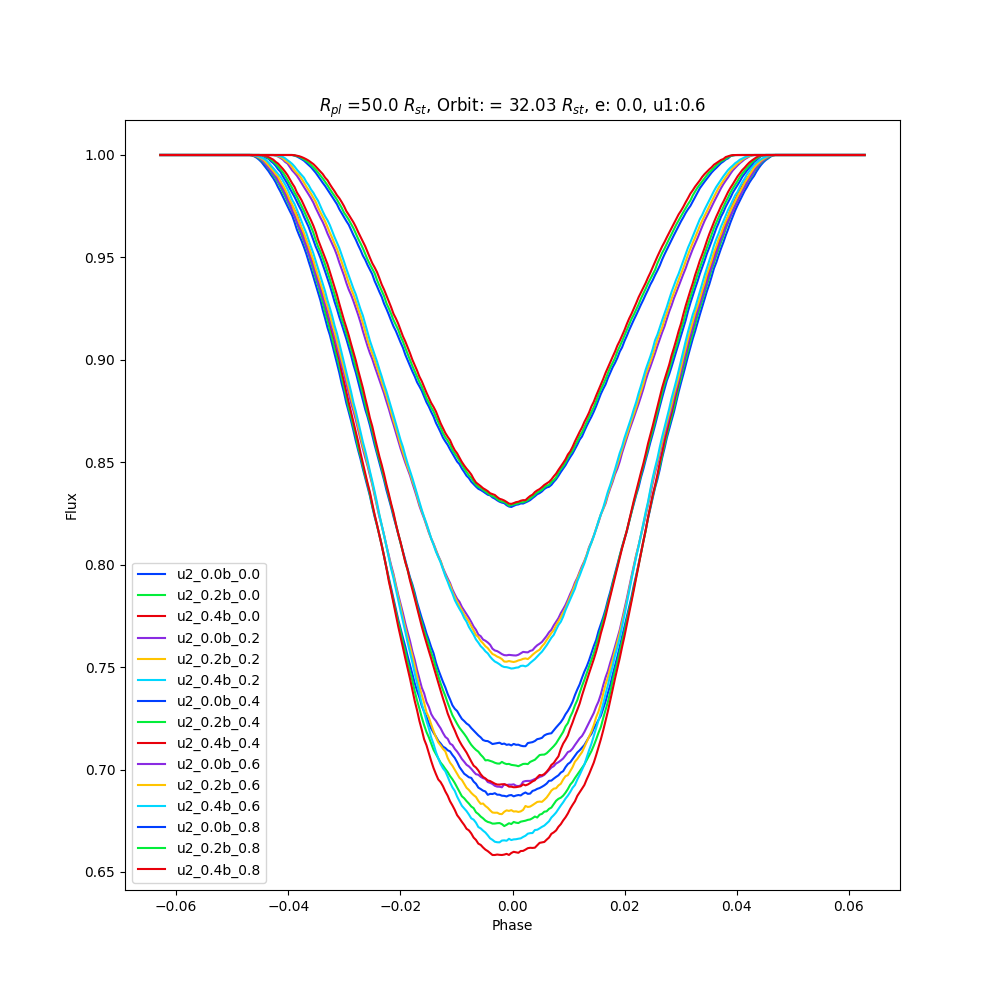 R_pl =50.0 R_st, Orbit: = 32.03 R_st, e: 0.0, u1:0.6
1.00
0.95
0.90
0.85
0.80
0.75
0.70
0.65
Flux
u2_0.0b_0.0
u2_0.2b_0.0
u2_0.4b_0.0
u2_0.0b_0.2
u2_0.2b_0.2
u2_0.4b_0.2
u2_0.0b_0.4
u2_0.2b_0.4
u2_0.4b_0.4
u2_0.0b_0.6
u2_0.2b_0.6
u2_0.4b_0.6
u2_0.0b_0.8
u2_0.2b_0.8
u2_0.4b_0.8
−0.06 −0.04 −0.02 0.00 0.02 0.04 0.06
Phase